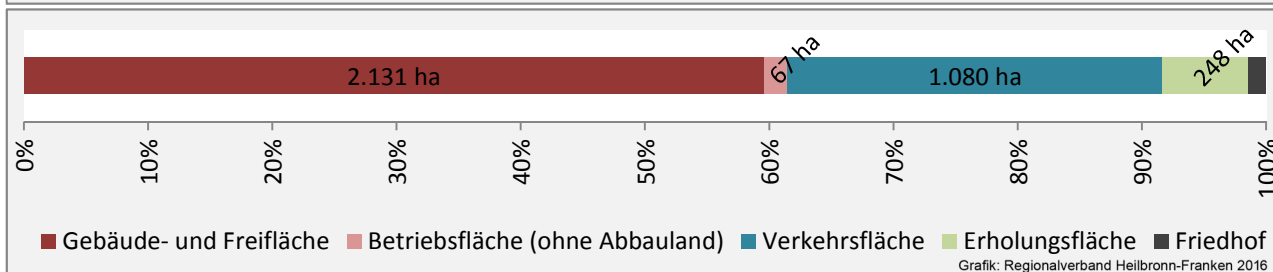 2.131 ha 67 ha 1.080 ha 248 ha
0% 10% 20% 30% 40% 50% 60% 70% 80% 90% 100%
Gebäude- und Freifläche Betriebsfläche (ohne Abbauland) Verkehrsfläche Erholungsfläche Friedhof
Grafik: Regionalverband Heilbronn-Franken 2016